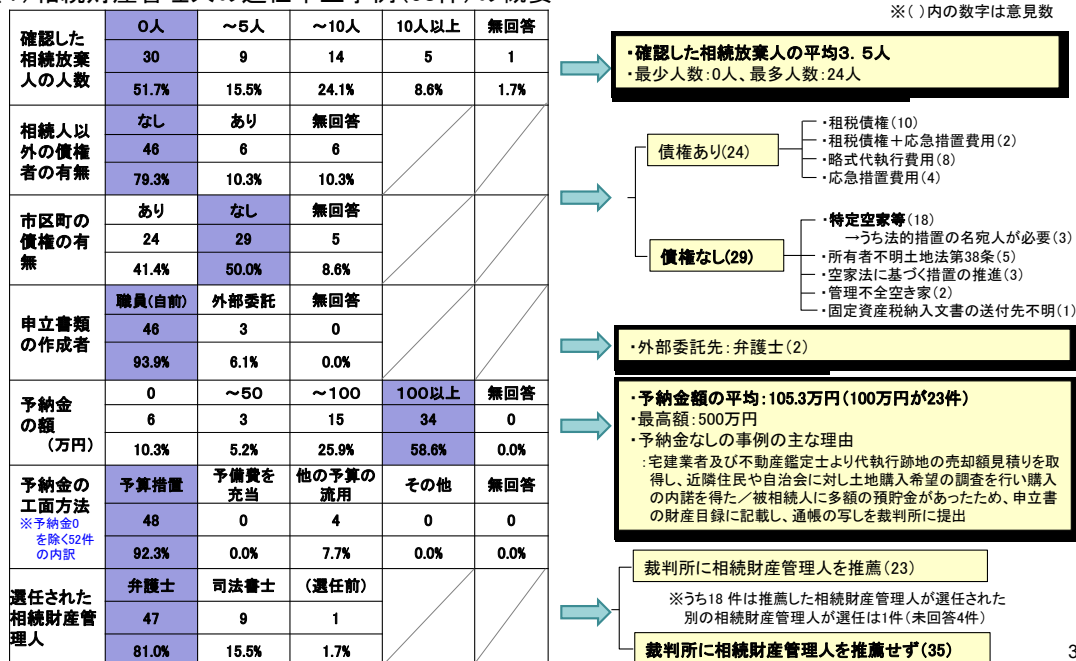 ※( )内の数字は意見数
確認した
相続放棄
人の人数
0人 ～5人 ～10人 10人以上 無回答
30 9 14 5 1
51.7% 15.5% 24.1% 8.6% 1.7%
・確認した相続放棄人の平均3．5人
・最少人数:0人、最多人数:24人
相続人以
外の債権
者の有無
なし あり 無回答
46 6 6
79.3% 10.3% 10.3%
市区町の
債権の有
無
あり なし 無回答
24 29 5
41.4% 50.0% 8.6%
債権あり(24)
・租税債権(10)
・租税債権＋応急措置費用(2)
・略式代執行費用(8)
・応急措置費用(4)
債権なし(29)
・特定空家等(18)
→うち法的措置の名宛人が必要(3)
・所有者不明土地法第38条(5)
・空家法に基づく措置の推進(3)
・管理不全空き家(2)
・固定資産税納入文書の送付先不明(1)
申立書類
の作成者
職員(自前) 外部委託 無回答
46 3 0
93.9% 6.1% 0.0%
・外部委託先:弁護士(2)
予納金
の額
(万円)
0 ～50 ～100 100以上 無回答
6 3 15 34 0
10.3% 5.2% 25.9% 58.6% 0.0%
・予納金額の平均:105.3万円(100万円が23件)
・最高額:500万円
・予納金なしの事例の主な理由
:宅建業者及び不動産鑑定士より代執行跡地の売却額見積りを取
得し、近隣住民や自治会に対し土地購入希望の調査を行い購入
の内諾を得た／被相続人に多額の預貯金があったため、申立書
の財産目録に記載し、通帳の写しを裁判所に提出
予納金の
工面方法
※予納金0
を除く52件
の内訳
予算措置 予備費を充当 他の予算の流用 その他 無回答
48 0 4 0 0
92.3% 0.0% 7.7% 0.0% 0.0%
選任された
相続財産管
理人
弁護士 司法書士 (選任前)
47 9 1
81.0% 15.5% 1.7%
裁判所に相続財産管理人を推薦(23)
※うち18 件は推薦した相続財産管理人が選任された
別の相続財産管理人が選任は1件(未回答4件)
裁判所に相続財産管理人を推薦せず(35)
3